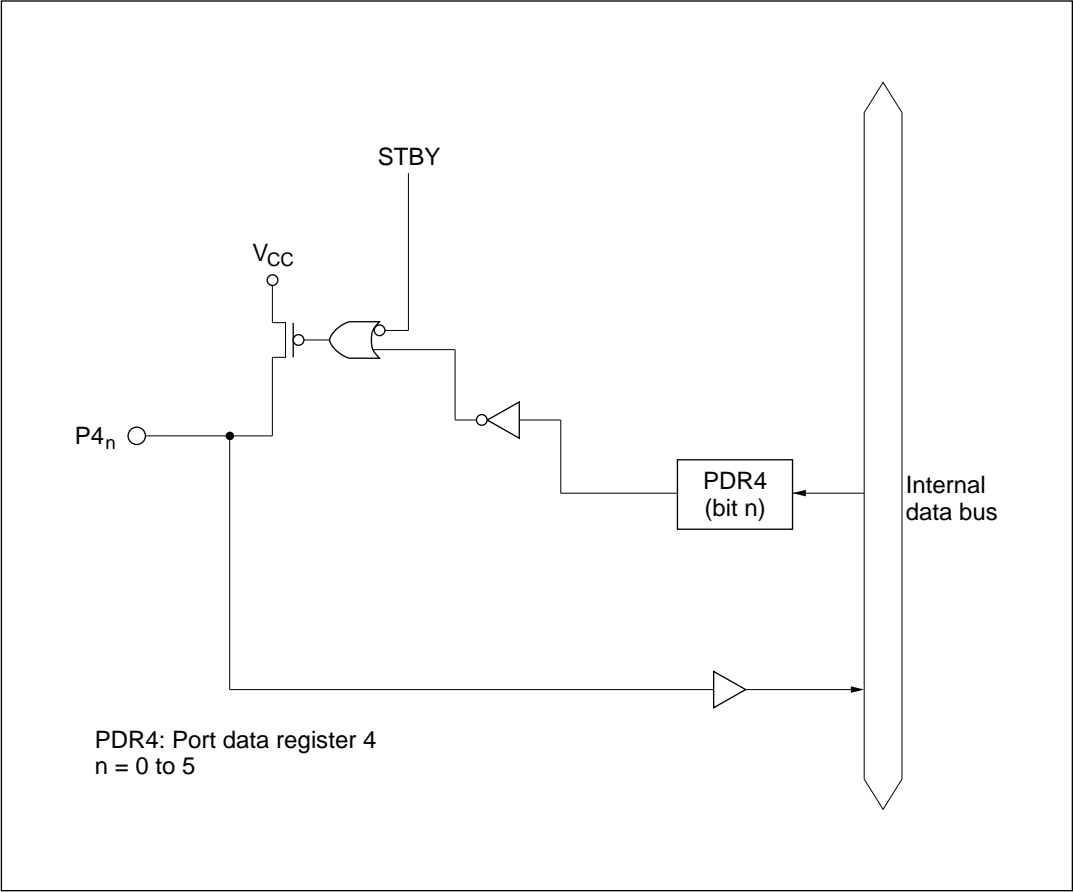 STBY
VCC
P4n
PDR4
(bit n)
Internal
data bus
PDR4: Port data register 4
n = 0 to 5